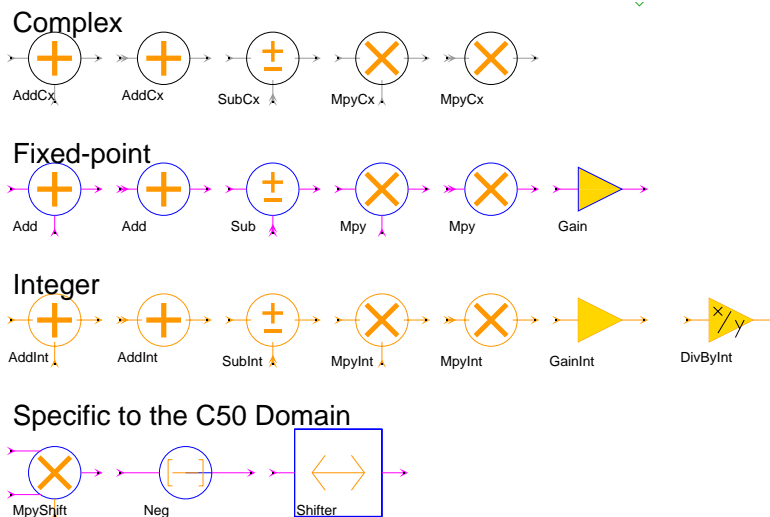 Complex
AddCx AddCx SubCx MpyCx MpyCx
Fixed-point
Add Add Sub Mpy Mpy Gain
Integer
x/y
AddInt AddInt SubInt MpyInt MpyInt GainInt DivByInt
Specific to the C50 Domain
MpyShift Neg Shifter